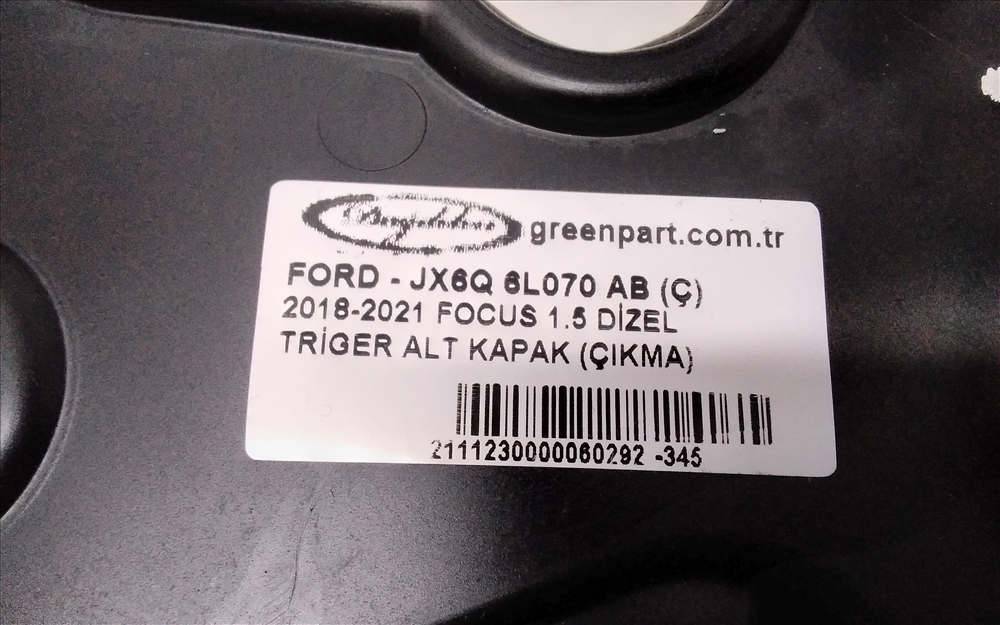 greenpart.com.tr
FORD - JX6Q 6L070 AB (Ç)
2018-2021 FOCUS 1.5 DİZEL
TRİGER ALT KAPAK (ÇIKMA)
2111230000060292 -345